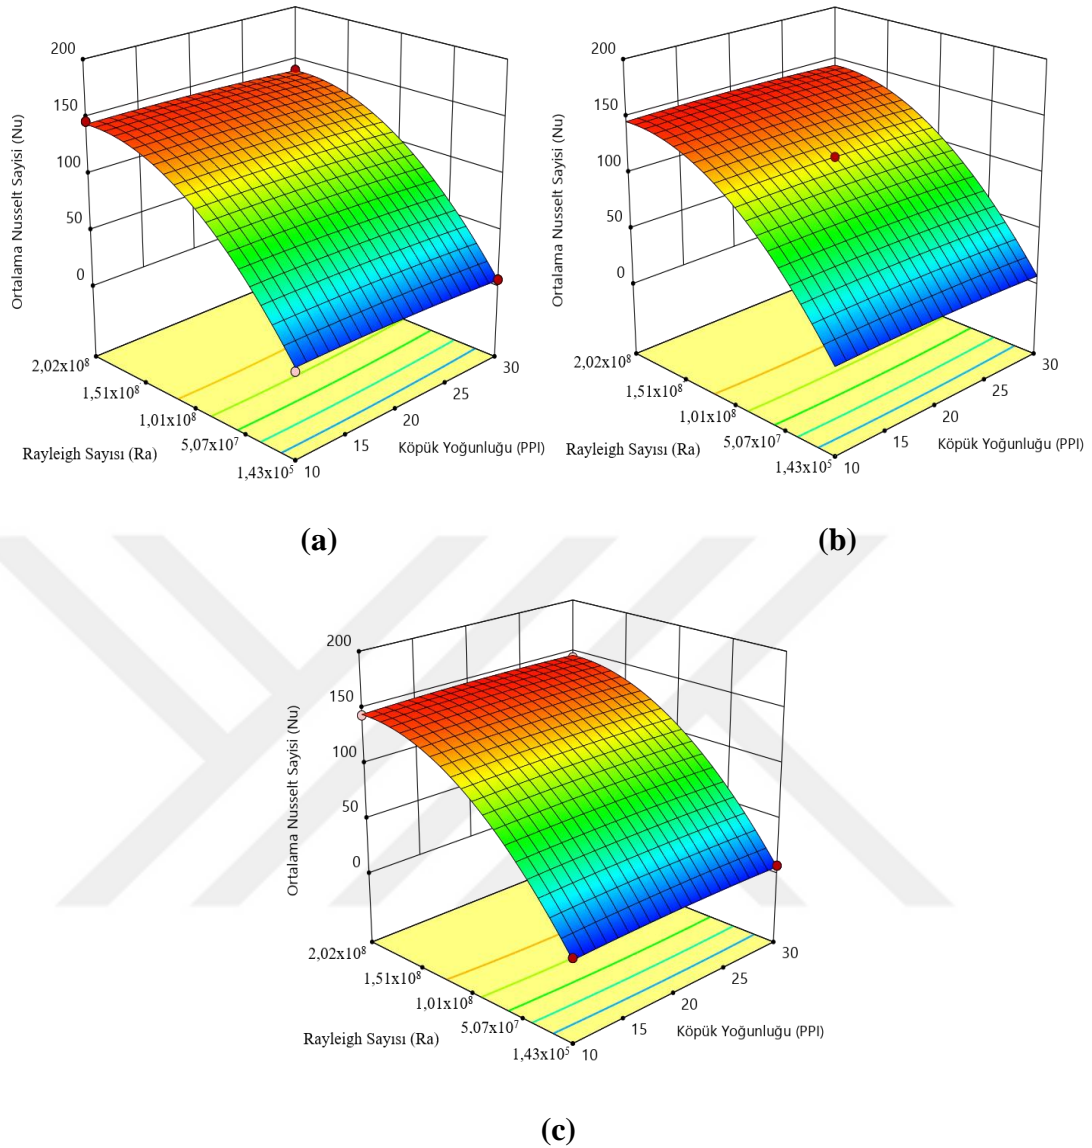 200
150
100
50
0
Ortalama Nusselt Sayisi (Nu)
2,02x10⁸
1,51x10⁸
1,01x10⁸
5,07x10⁷
1,43x10⁵
Rayleigh Sayısı (Ra)
10
15
20
25
30
Köpük Yoğunluğu (PPI)
(a)
200
150
100
50
0
Ortalama Nusselt Sayisi (Nu)
2,02x10⁸
1,51x10⁸
1,01x10⁸
5,07x10⁷
1,43x10⁵
Rayleigh Sayısı (Ra)
10
15
20
25
30
Köpük Yoğunluğu (PPI)
(b)
200
150
100
50
0
Ortalama Nusselt Sayisi (Nu)
2,02x10⁸
1,51x10⁸
1,01x10⁸
5,07x10⁷
1,43x10⁵
Rayleigh Sayısı (Ra)
10
15
20
25
30
Köpük Yoğunluğu (PPI)
(c)